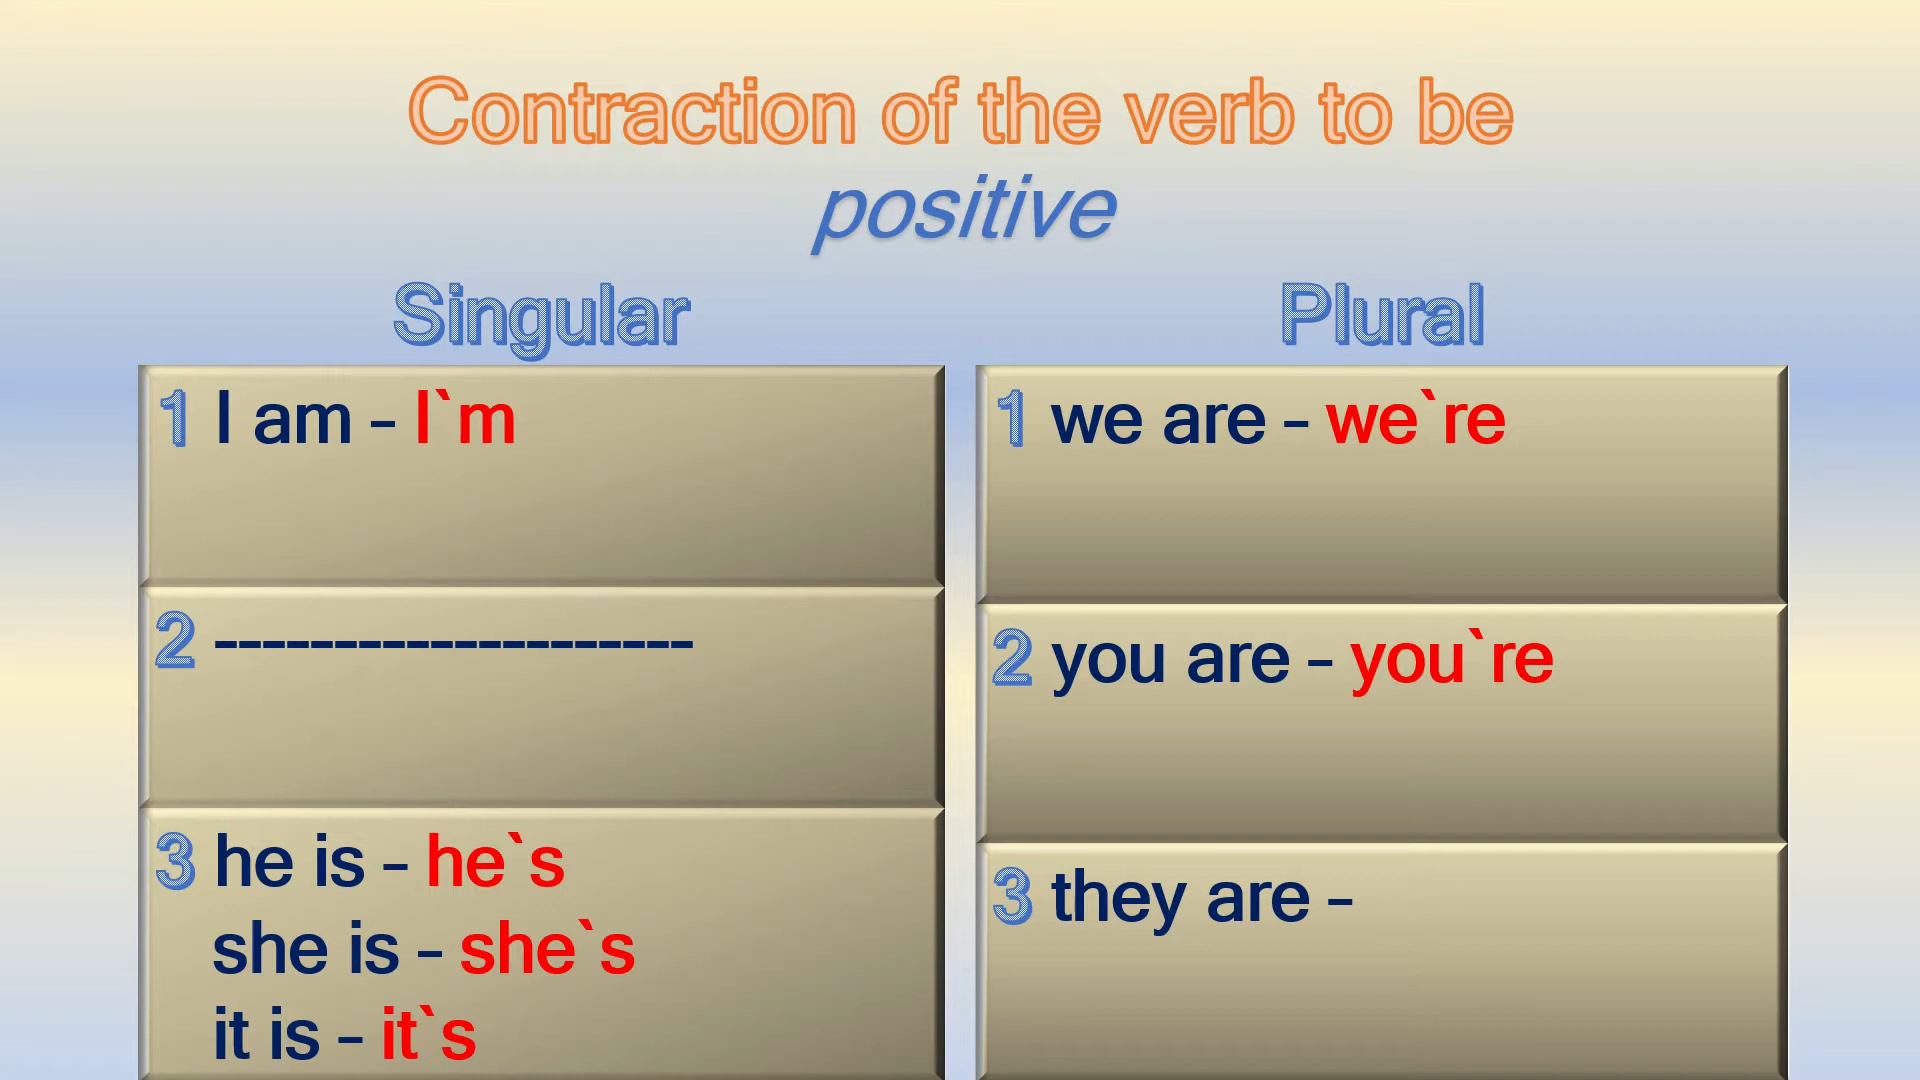 Contraction of the verb to be
positive
Singular
1 I am – I`m
2 --------------------
3 he is – he`s
she is – she`s
it is – it`s
Plural
1 we are – we`re
2 you are – you`re
3 they are –